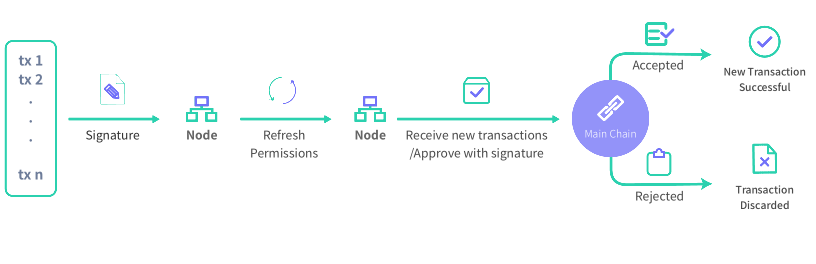 tx 1
tx 2
.
.
.
tx n
Signature
Node
Refresh
Permissions
Node
Receive new transactions
/Approve with signature
Main Chain
Accepted
New Transaction
Successful
Rejected
Transaction
Discarded